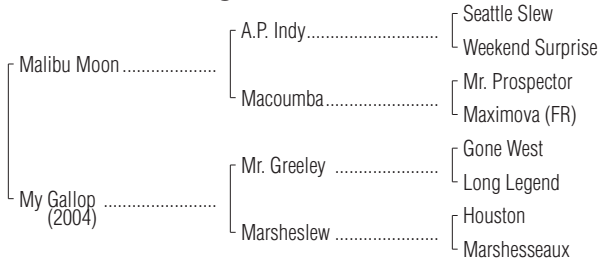 Seattle Slew
A.P. Indy
Weekend Surprise
Malibu Moon
Mr. Prospector
Macoumba
Maximova (FR)
Gone West
Mr. Greeley
Long Legend
My Gallop
(2004)
Houston
Marsheslew
Marshesseaux